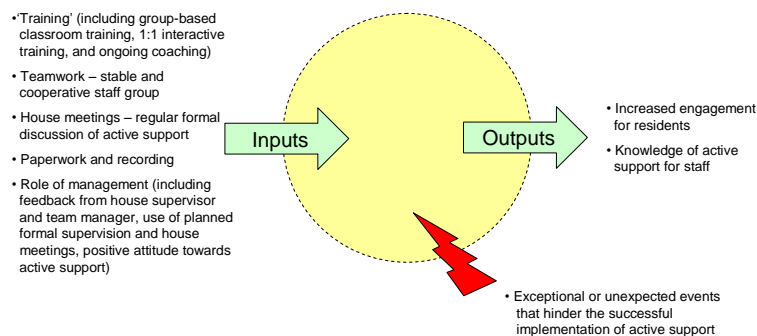 •‘Training’ (including group-based
classroom training, 1:1 interactive
training, and ongoing coaching)
• Teamwork – stable and
cooperative staff group
• House meetings – regular formal
discussion of active support
• Paperwork and recording
• Role of management (including
feedback from house supervisor
and team manager, use of planned
formal supervision and house
meetings, positive attitude towards
active support)
Inputs
Outputs
• Increased engagement
for residents
• Knowledge of active
support for staff
• Exceptional or unexpected events
that hinder the successful
implementation of active support